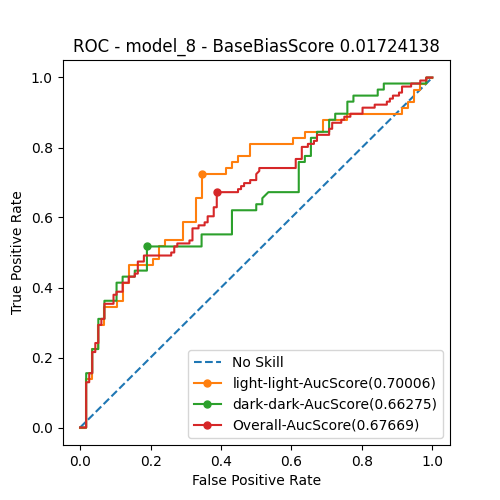 ROC - model_8 - BaseBiasScore 0.01724138
1.0
0.8
0.6
0.4
0.2
0.0
True Positive Rate
No Skill
light-light-AucScore(0.70006)
dark-dark-AucScore(0.66275)
Overall-AucScore(0.67669)
0.0 0.2 0.4 0.6 0.8 1.0
False Positive Rate